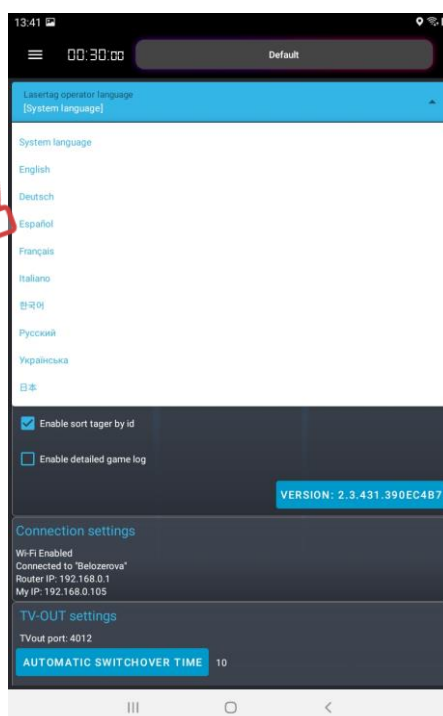 13:41
00:30:00
Default
Lasertag operator language
[System language]
System language
English
Deutsch
Español
Français
Italiano
한국어
Русский
Українська
日本
Enable sort tager by id
Enable detailed game log
VERSION: 2.3.431.390EC4B7
Connection settings
Wi-Fi Enabled
Connected to "Belozerova"
Router IP: 192.168.0.1
My IP: 192.168.0.105
TV-OUT settings
TVout port: 4012
AUTOMATIC SWITCHOVER TIME 10